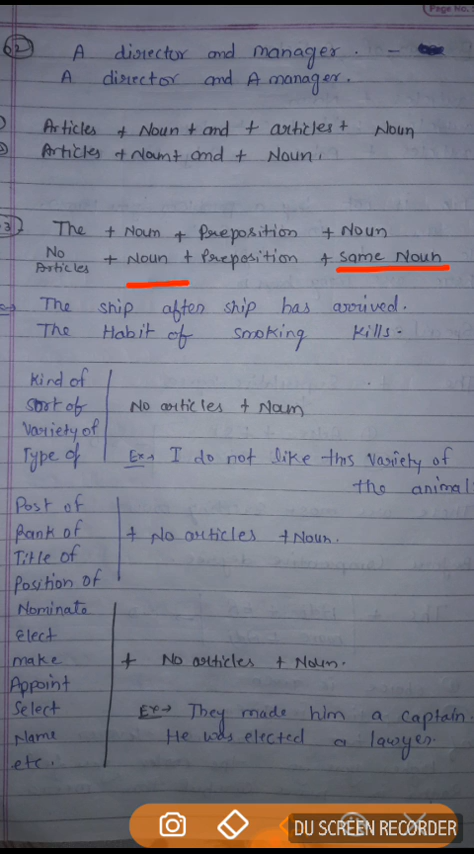 Page No.
02 A director and manager. -
A director and A manager.
① Articles + Noun + and + articles + Noun
② Articles + Noun + and + Noun.
3 The + Noun + Preposition + Noun
No Articles + Noun + Preposition + Same Noun
The ship after ship has arrived.
The Habit of smoking kills.
Kind of
Sort of No articles + Noun
Variety of
Type of Ex→ I do not like this variety of
the animal
Post of
Rank of + No articles + Noun.
Title of
Position of
Nominate
Elect
make + No articles + Noun.
Appoint
Select Ex→ They made him a captain.
Name He was elected a lawyer.
etc.
DU SCREEN RECORDER